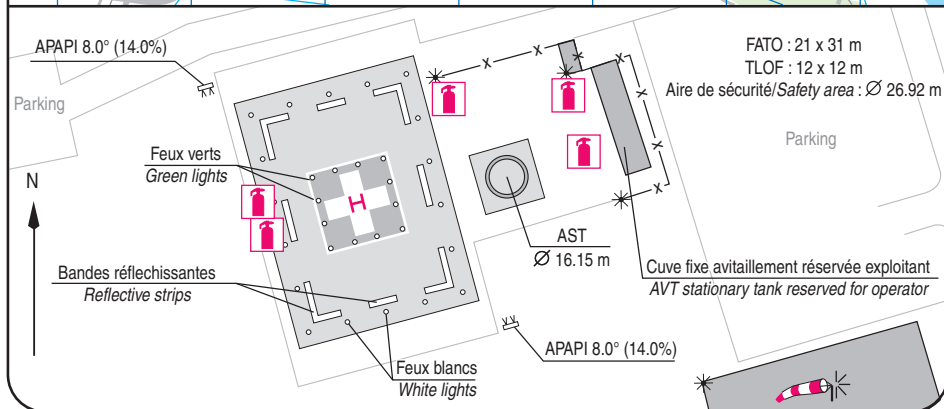 APAPI 8.0° (14.0%)
FATO : 21 x 31 m
TLOF : 12 x 12 m
Aire de sécurité/Safety area : Ø 26.92 m
Parking
Parking
Feux verts
Green lights
N
H
AST
Ø 16.15 m
Bandes réflechissantes
Reflective strips
Cuve fixe avitaillement réservée exploitant
AVT stationary tank reserved for operator
APAPI 8.0° (14.0%)
Feux blancs
White lights